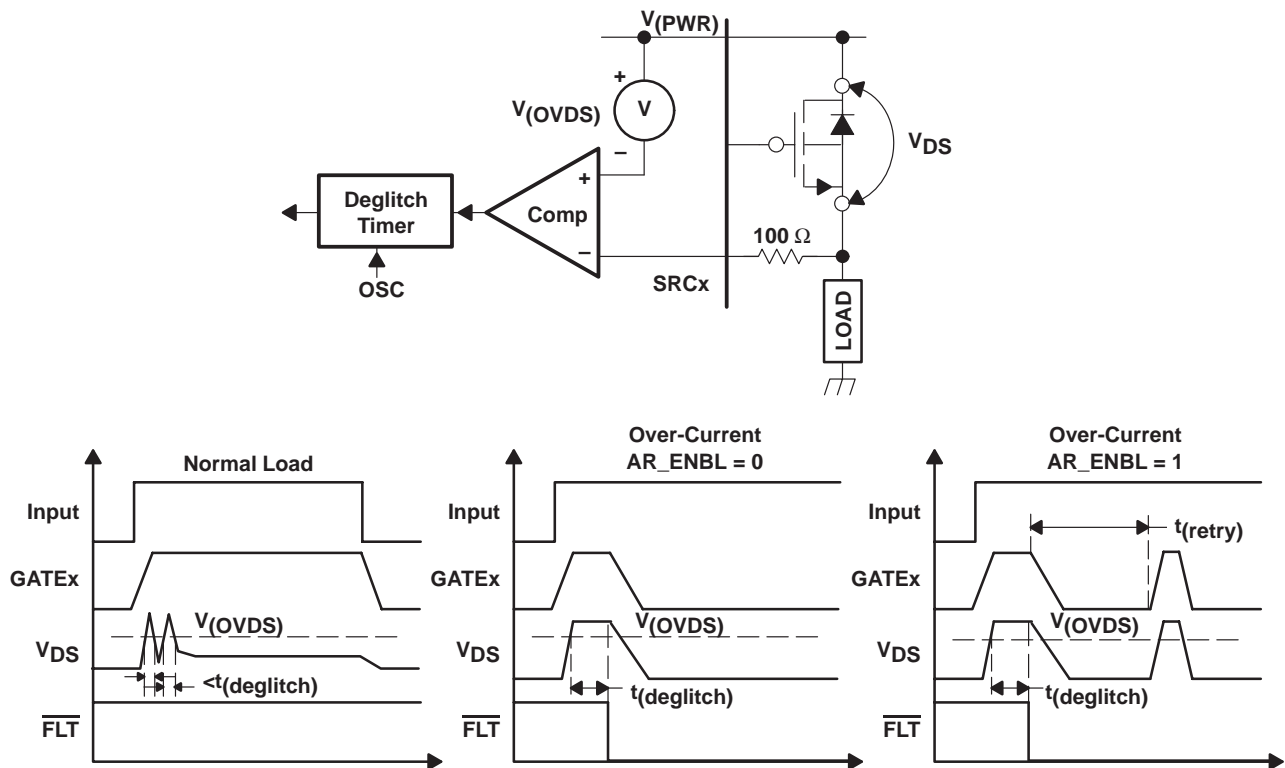 V(PWR)
+
V(OVDS)
V
–
VDS
+
Deglitch
Timer
Comp
–
100 Ω
OSC
SRCx
LOAD
Normal Load
Input
GATEx
V(OVDS)
VDS
<t(deglitch)
FLT
Over-Current
AR_ENBL = 0
Input
GATEx
V(OVDS)
VDS
t(deglitch)
FLT
Over-Current
AR_ENBL = 1
Input
t(retry)
GATEx
V(OVDS)
VDS
t(deglitch)
FLT